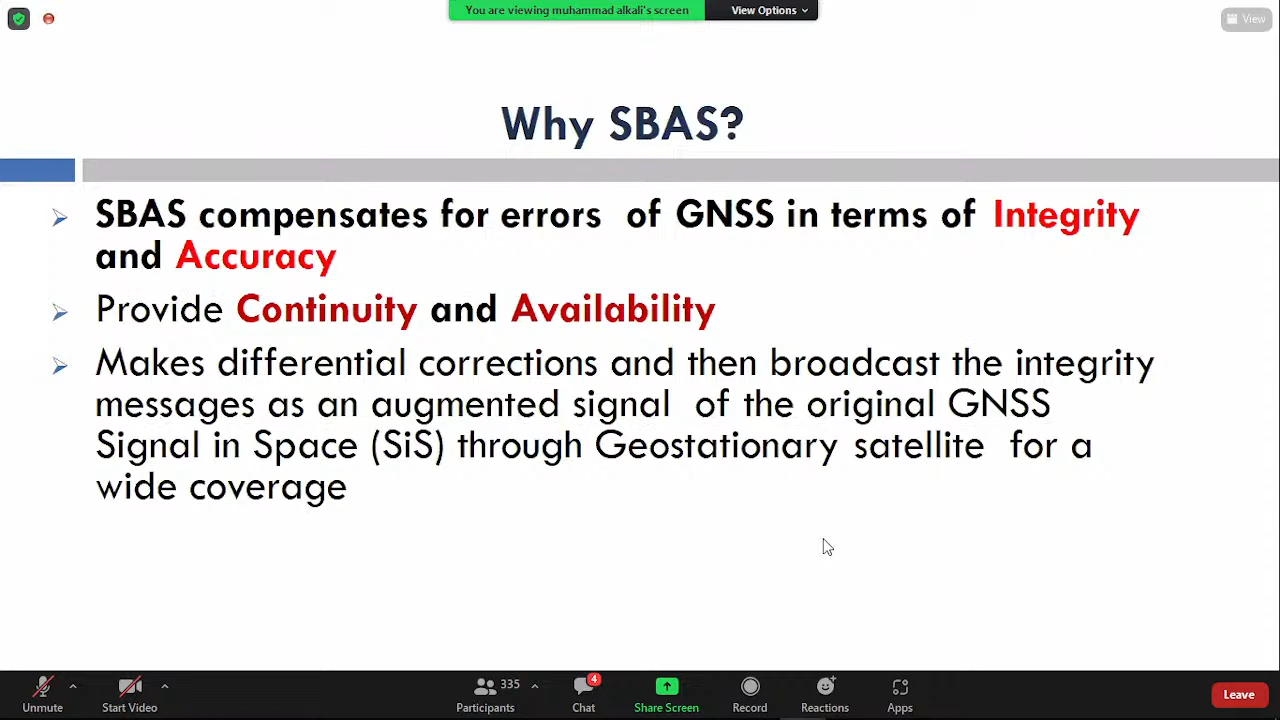 You are viewing muhammad alkali's screen
View Options
View
Why SBAS?
SBAS compensates for errors of GNSS in terms of Integrity
and Accuracy
Provide Continuity and Availability
Makes differential corrections and then broadcast the integrity
messages as an augmented signal of the original GNSS
Signal in Space (SiS) through Geostationary satellite for a
wide coverage
335
4
Unmute
Start Video
Participants
Chat
Share Screen
Record
Reactions
Apps
Leave